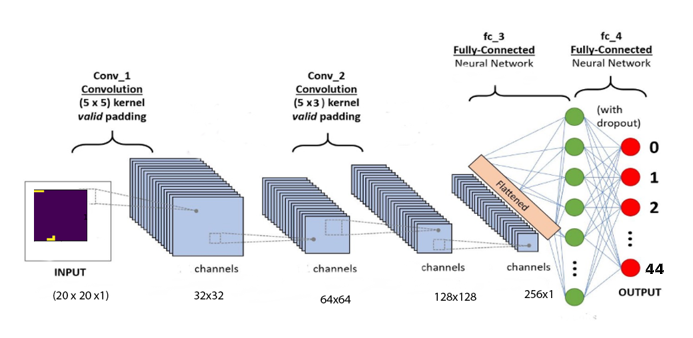 fc_3
Fully-Connected
Neural Network
fc_4
Fully-Connected
Neural Network
Conv_1
Convolution
(5 x 5) kernel
valid padding
Conv_2
Convolution
(5 x3 ) kernel
valid padding
(with
dropout)
Flattened
0
1
2
44
OUTPUT
INPUT
channels
channels
channels
channels
(20 x 20 x1)
32x32
64x64
128x128
256x1